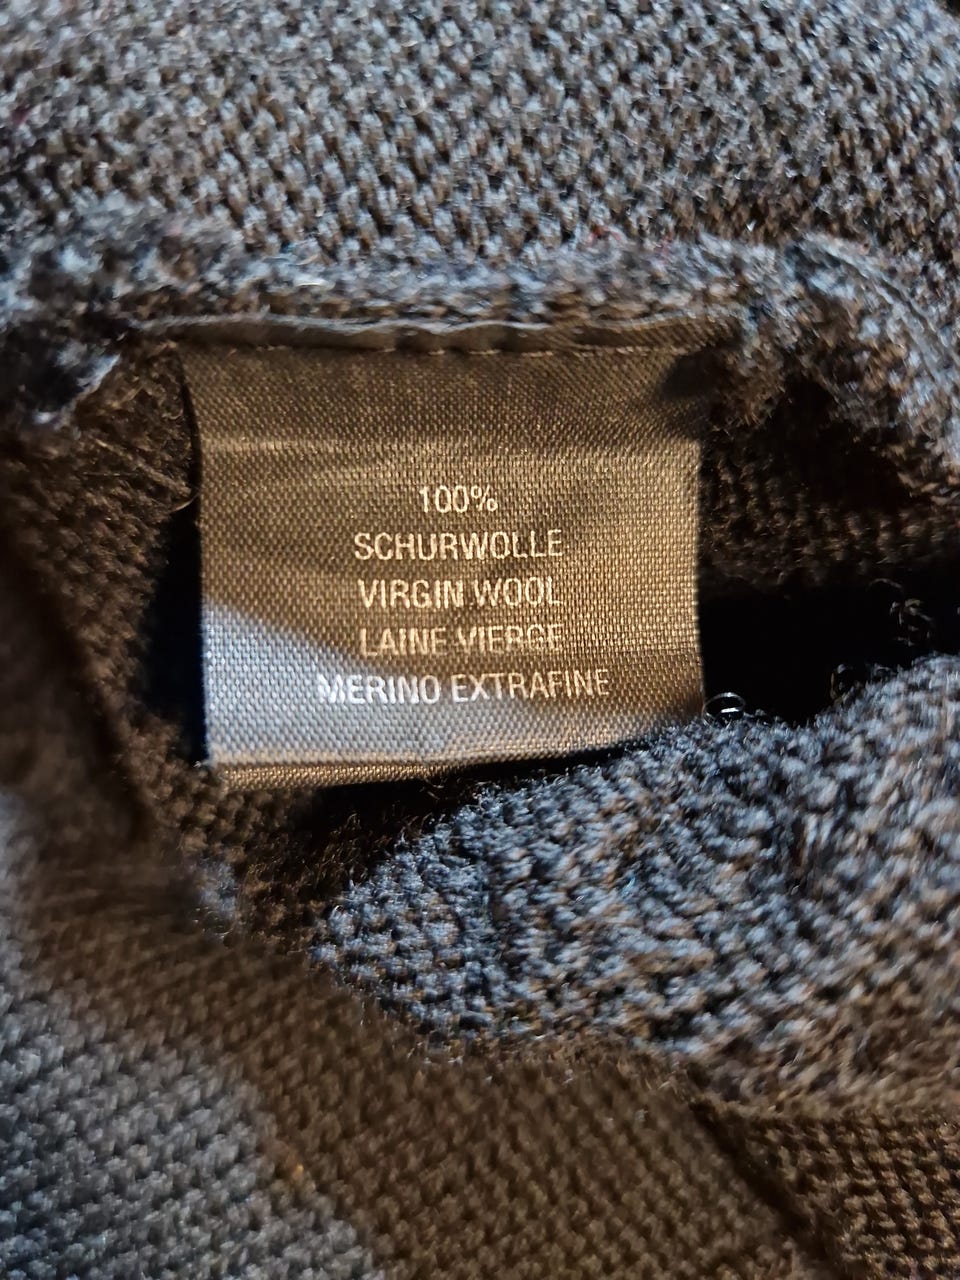 100%
SCHURWOLLE
VIRGIN WOOL
LAINE VIERGE
MERINO EXTRAFINE